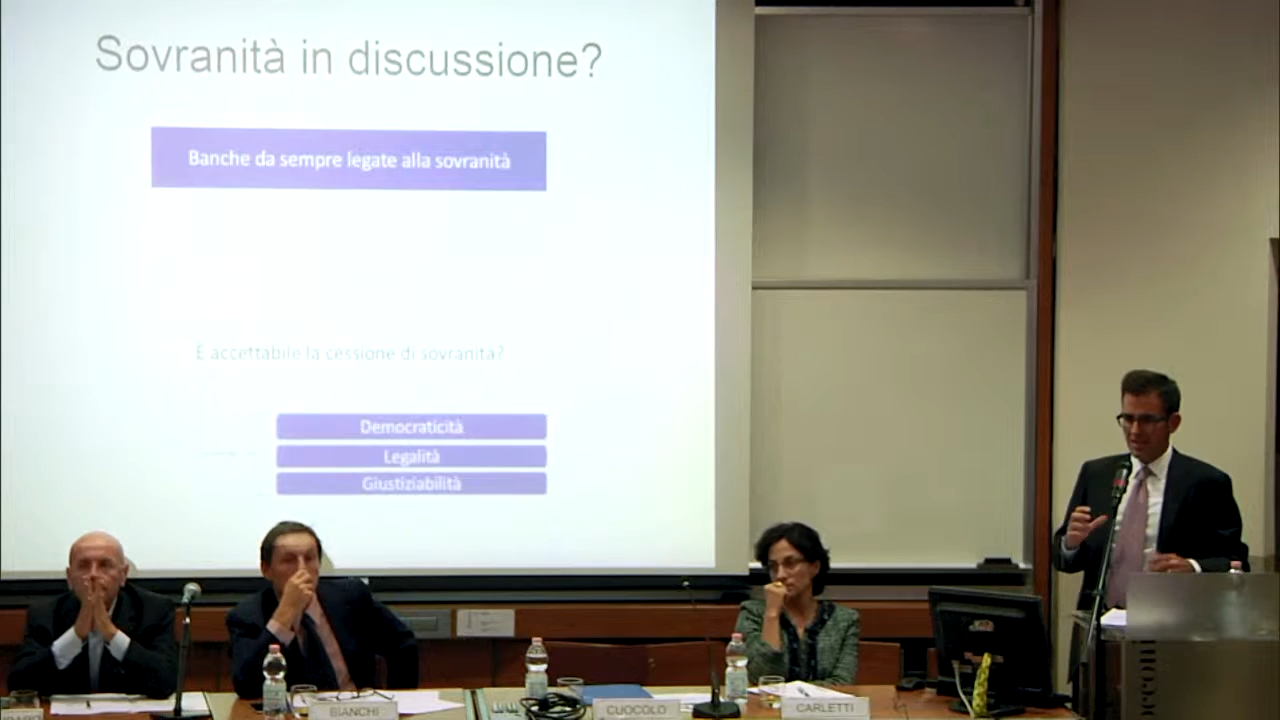 Sovranità in discussione?
Banche da sempre legate alla sovranità
È accettabile la cessione di sovranità?
Democraticità
Legalità
Giustiziabilità
BIANCHI
CUOCOLO
CARLETTI